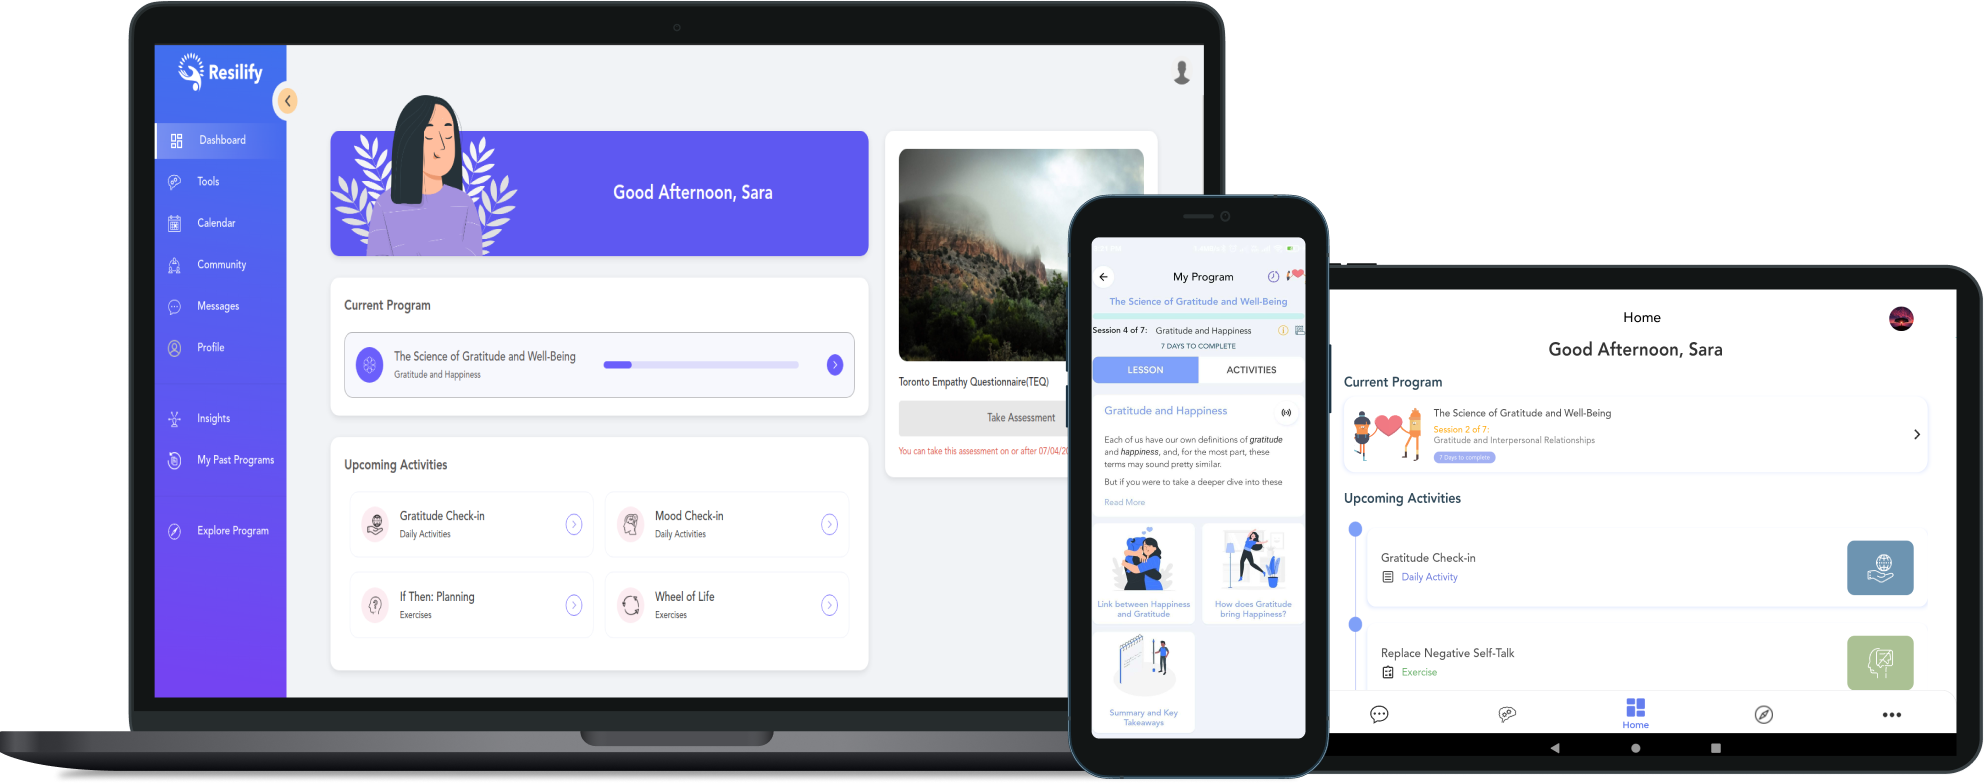 Resilify
Dashboard
Tools
Calendar
Community
Messages
Profile
Insights
My Past Programs
Explore Program
Good Afternoon, Sara
Current Program
The Science of Gratitude and Well-Being
Gratitude and Happiness
Upcoming Activities
Gratitude Check-in
Daily Activities
Mood Check-in
Daily Activities
If Then: Planning
Exercises
Wheel of Life
Exercises
Toronto Empathy Questionnaire(TEQ)
Take Assessment
You can take this assessment on or after 07/04/20
My Program
The Science of Gratitude and Well-Being
Session 4 of 7: Gratitude and Happiness
7 DAYS TO COMPLETE
LESSON
ACTIVITIES
Gratitude and Happiness
Each of us have our own definitions of gratitude
and happiness, and, for the most part, these
terms may sound pretty similar.
But if you were to take a deeper dive into these
Read More
Link between Happiness
and Gratitude
How does Gratitude
bring Happiness?
Summary and Key
Takeaways
Home
Good Afternoon, Sara
Current Program
The Science of Gratitude and Well-Being
Session 2 of 7:
Gratitude and Interpersonal Relationships
7 Days to complete
Upcoming Activities
Gratitude Check-in
Daily Activity
Replace Negative Self-Talk
Exercise
Home